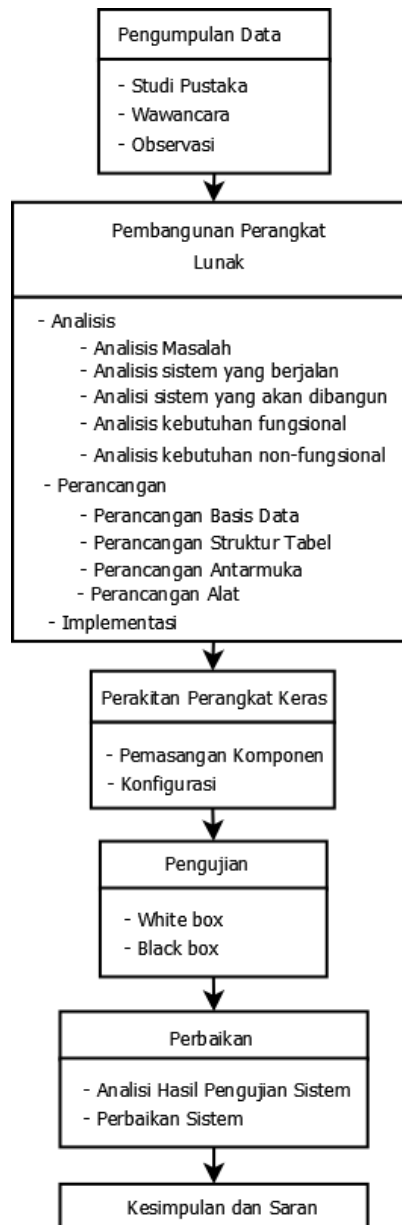 Pengumpulan Data
- Studi Pustaka
- Wawancara
- Observasi
Pembangunan Perangkat
Lunak
- Analisis
- Analisis Masalah
- Analisis sistem yang berjalan
- Analisi sistem yang akan dibangun
- Analisis kebutuhan fungsional
- Analisis kebutuhan non-fungsional
- Perancangan
- Perancangan Basis Data
- Perancangan Struktur Tabel
- Perancangan Antarmuka
- Perancangan Alat
- Implementasi
Perakitan Perangkat Keras
- Pemasangan Komponen
- Konfigurasi
Pengujian
- White box
- Black box
Perbaikan
- Analisi Hasil Pengujian Sistem
- Perbaikan Sistem
Kesimpulan dan Saran